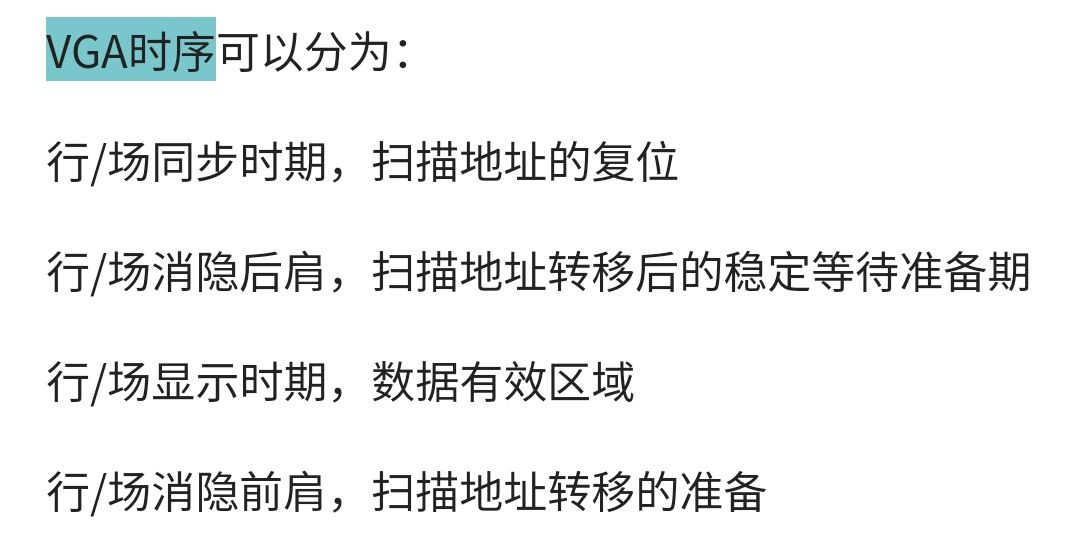 VGA时序可以分为：
行/场同步时期，扫描地址的复位
行/场消隐后肩，扫描地址转移后的稳定等待准备期
行/场显示时期，数据有效区域
行/场消隐前肩，扫描地址转移的准备